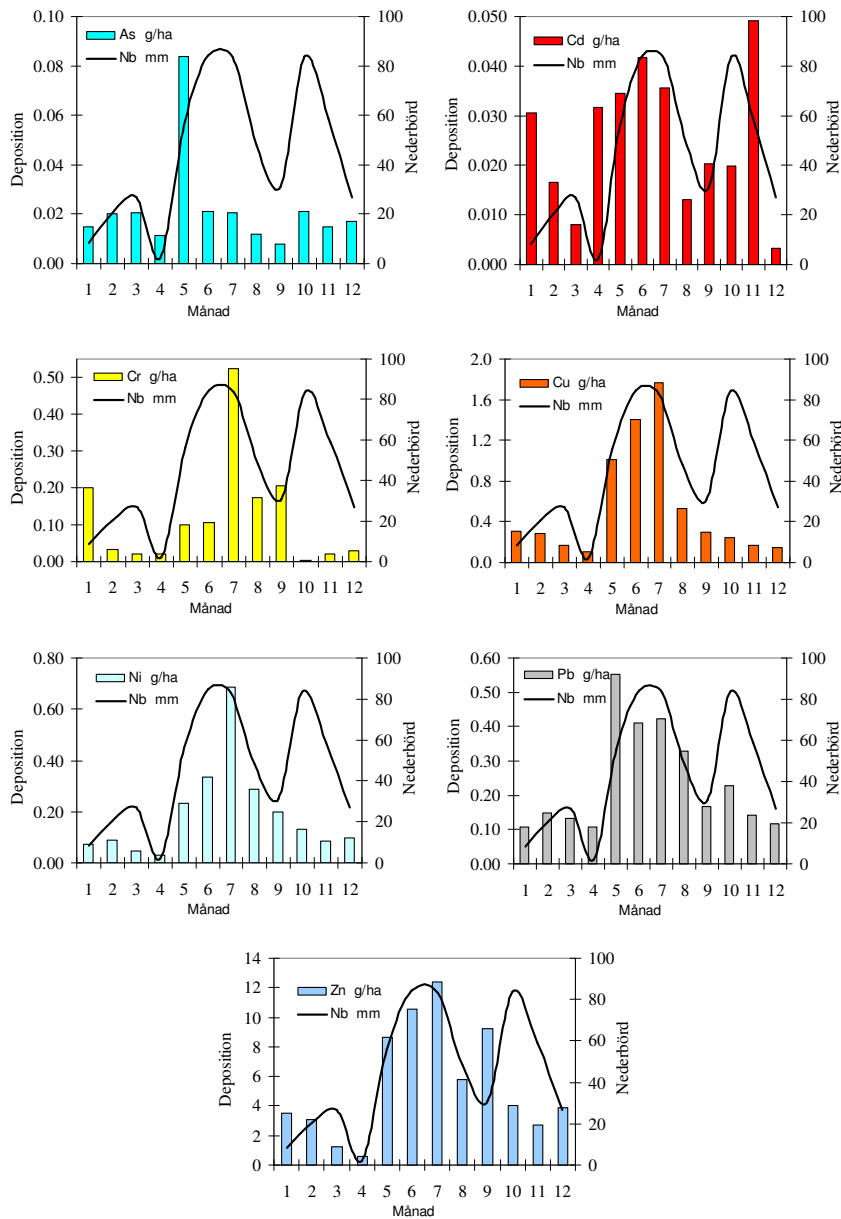 As g/ha
Nb mm
Deposition
0.10
0.08
0.06
0.04
0.02
0.00
100
80
60
40
20
0
Nederbörd
1 2 3 4 5 6 7 8 9 10 11 12
Månad
Cd g/ha
Nb mm
Deposition
0.050
0.040
0.030
0.020
0.010
0.000
100
80
60
40
20
0
Nederbörd
1 2 3 4 5 6 7 8 9 10 11 12
Månad
Cr g/ha
Nb mm
Deposition
0.50
0.40
0.30
0.20
0.10
0.00
100
80
60
40
20
0
Nederbörd
1 2 3 4 5 6 7 8 9 10 11 12
Månad
Cu g/ha
Nb mm
Deposition
2.0
1.6
1.2
0.8
0.4
0.0
100
80
60
40
20
0
Nederbörd
1 2 3 4 5 6 7 8 9 10 11 12
Månad
Ni g/ha
Nb mm
Deposition
0.80
0.60
0.40
0.20
0.00
100
80
60
40
20
0
Nederbörd
1 2 3 4 5 6 7 8 9 10 11 12
Månad
Pb g/ha
Nb mm
Deposition
0.60
0.50
0.40
0.30
0.20
0.10
0.00
100
80
60
40
20
0
Nederbörd
1 2 3 4 5 6 7 8 9 10 11 12
Månad
Zn g/ha
Nb mm
Deposition
14
12
10
8
6
4
2
0
100
80
60
40
20
0
Nederbörd
1 2 3 4 5 6 7 8 9 10 11 12
Månad